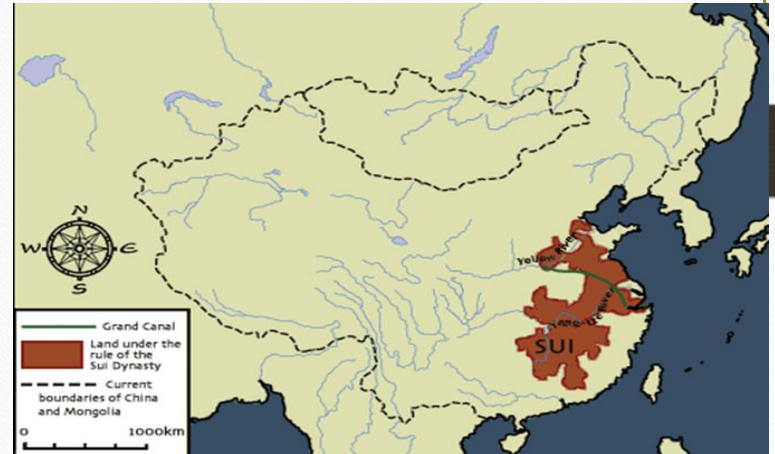 N
W E
S
Yellow River
Yangtze River
SUI
Grand Canal
Land under the
rule of the
Sui Dynasty
Current
boundaries of China
and Mongolia
0 1000km